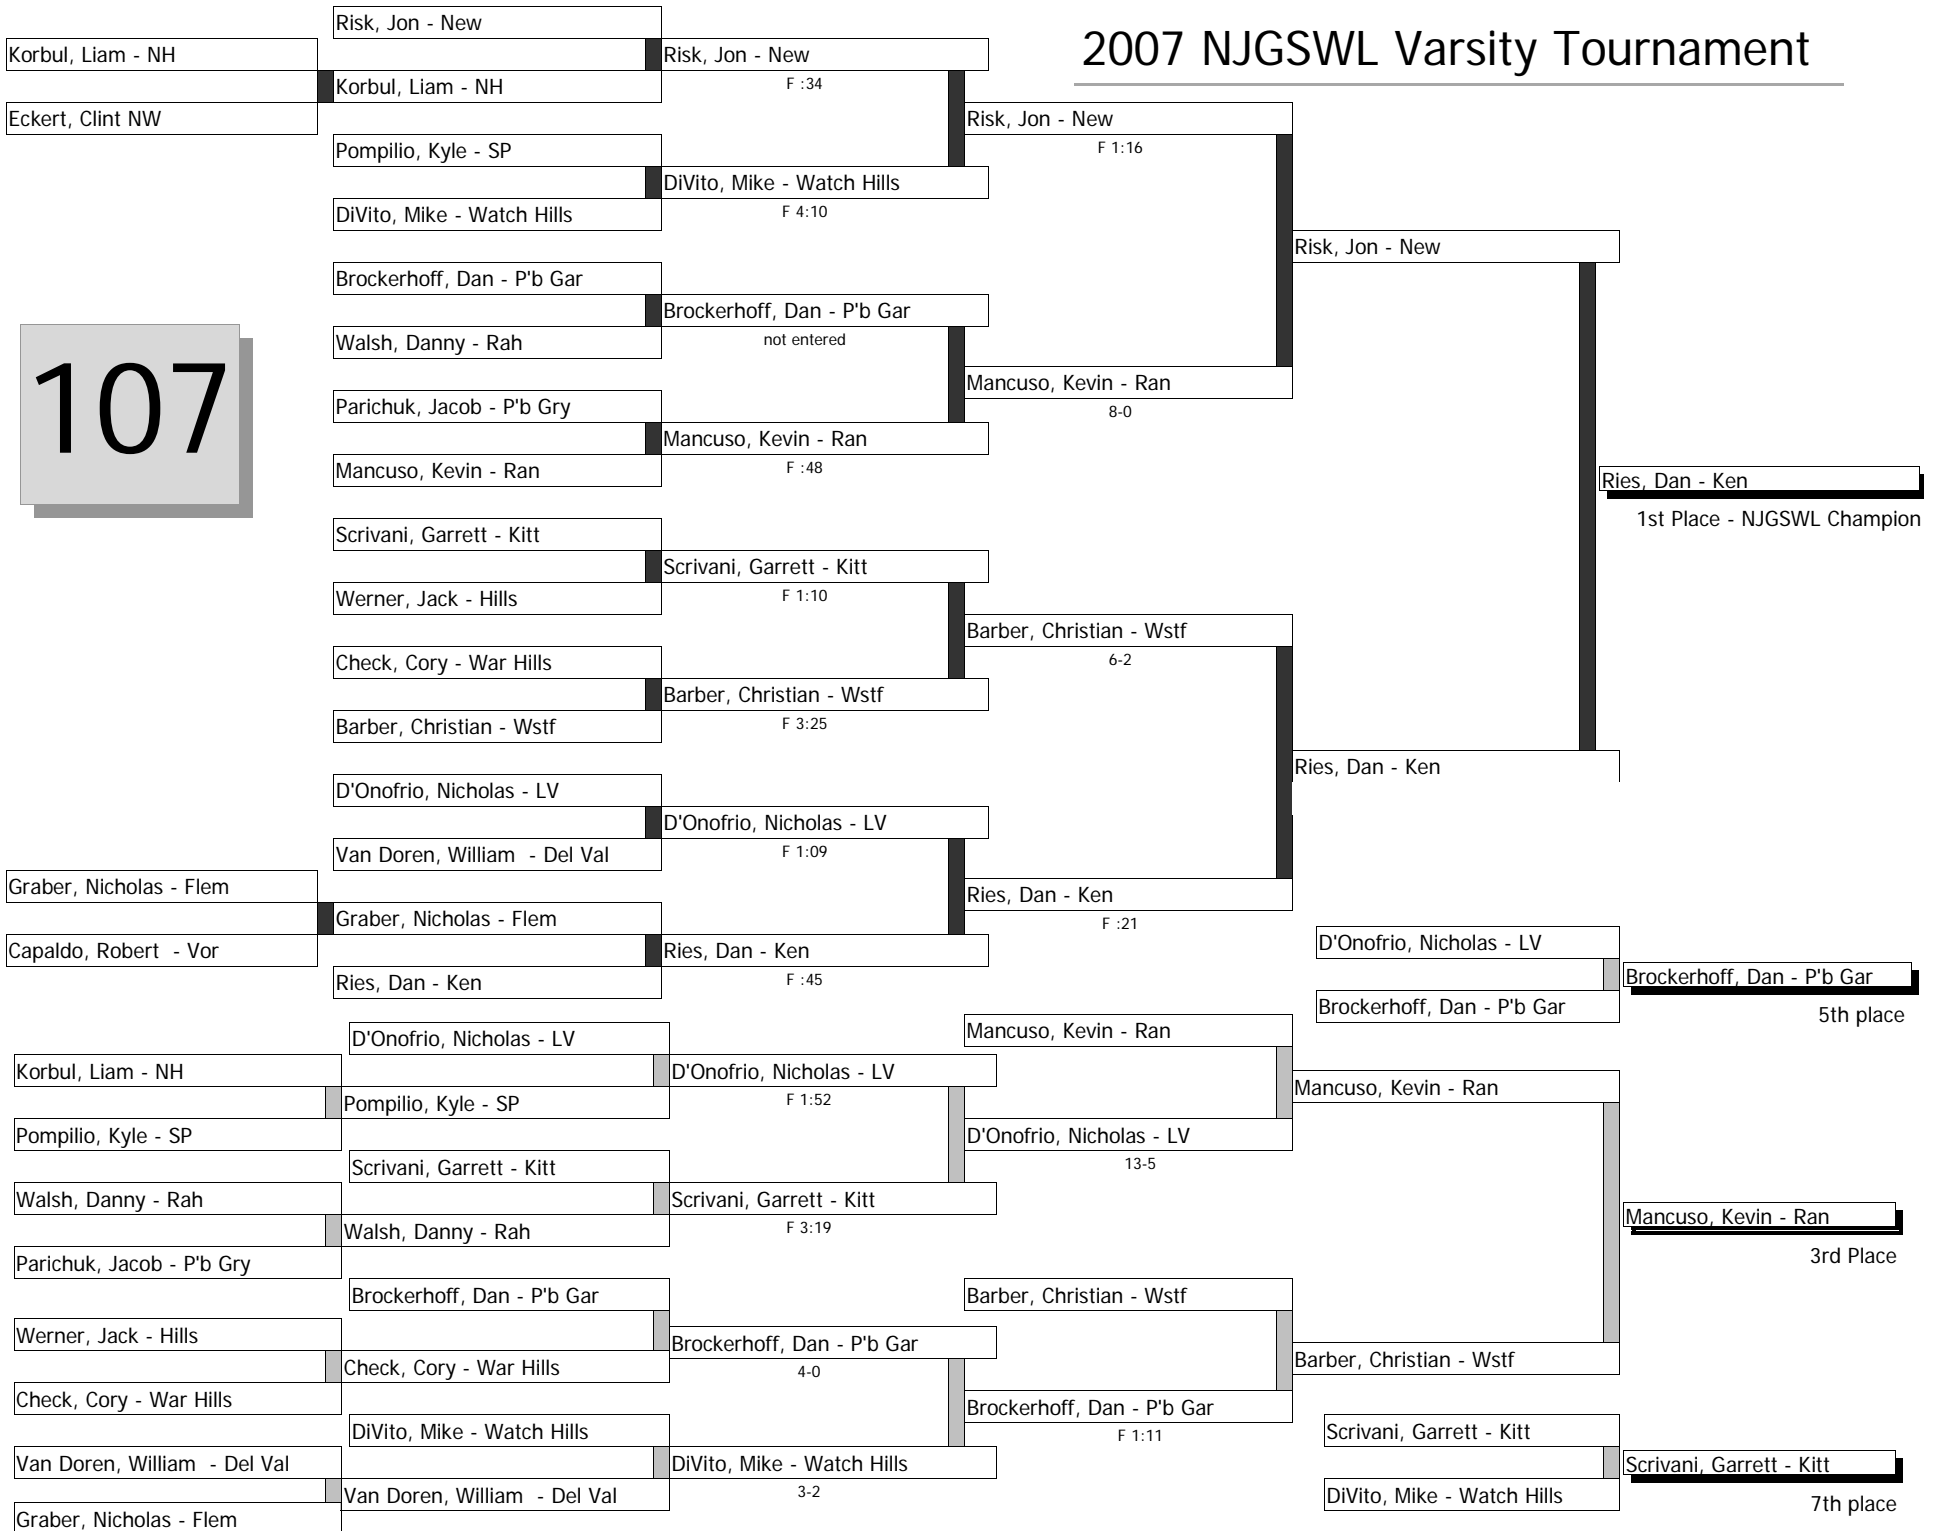 2007 NJGSWL Varsity Tournament
107
Korbul, Liam - NH
Eckert, Clint NW
Graber, Nicholas - Flem
Capaldo, Robert  - Vor
Risk, Jon - New
Korbul, Liam - NH
Pompilio, Kyle - SP
DiVito, Mike - Watch Hills
Brockerhoff, Dan - P'b Gar
Walsh, Danny - Rah
Parichuk, Jacob - P'b Gry
Mancuso, Kevin - Ran
Scrivani, Garrett - Kitt
Werner, Jack - Hills
Check, Cory - War Hills
Barber, Christian - Wstf
D'Onofrio, Nicholas - LV
Van Doren, William  - Del Val
Graber, Nicholas - Flem
Ries, Dan - Ken
Risk, Jon - New
F :34
DiVito, Mike - Watch Hills
F 4:10
Brockerhoff, Dan - P'b Gar
not entered
Mancuso, Kevin - Ran
F :48
Scrivani, Garrett - Kitt
F 1:10
Barber, Christian - Wstf
F 3:25
D'Onofrio, Nicholas - LV
F 1:09
Ries, Dan - Ken
F :45
Risk, Jon - New
F 1:16
Mancuso, Kevin - Ran
8-0
Barber, Christian - Wstf
6-2
Ries, Dan - Ken
F :21
Risk, Jon - New
Ries, Dan - Ken
Ries, Dan - Ken
1st Place - NJGSWL Champion
D'Onofrio, Nicholas - LV
Brockerhoff, Dan - P'b Gar
Brockerhoff, Dan - P'b Gar
5th place
Korbul, Liam - NH
Pompilio, Kyle - SP
Walsh, Danny - Rah
Parichuk, Jacob - P'b Gry
Werner, Jack - Hills
Check, Cory - War Hills
Van Doren, William  - Del Val
Graber, Nicholas - Flem
D'Onofrio, Nicholas - LV
Pompilio, Kyle - SP
Scrivani, Garrett - Kitt
Walsh, Danny - Rah
Brockerhoff, Dan - P'b Gar
Check, Cory - War Hills
DiVito, Mike - Watch Hills
Van Doren, William  - Del Val
D'Onofrio, Nicholas - LV
F 1:52
Scrivani, Garrett - Kitt
F 3:19
Brockerhoff, Dan - P'b Gar
4-0
DiVito, Mike - Watch Hills
3-2
Mancuso, Kevin - Ran
D'Onofrio, Nicholas - LV
13-5
Barber, Christian - Wstf
Brockerhoff, Dan - P'b Gar
F 1:11
Mancuso, Kevin - Ran
Barber, Christian - Wstf
Mancuso, Kevin - Ran
3rd Place
Scrivani, Garrett - Kitt
DiVito, Mike - Watch Hills
Scrivani, Garrett - Kitt
7th place